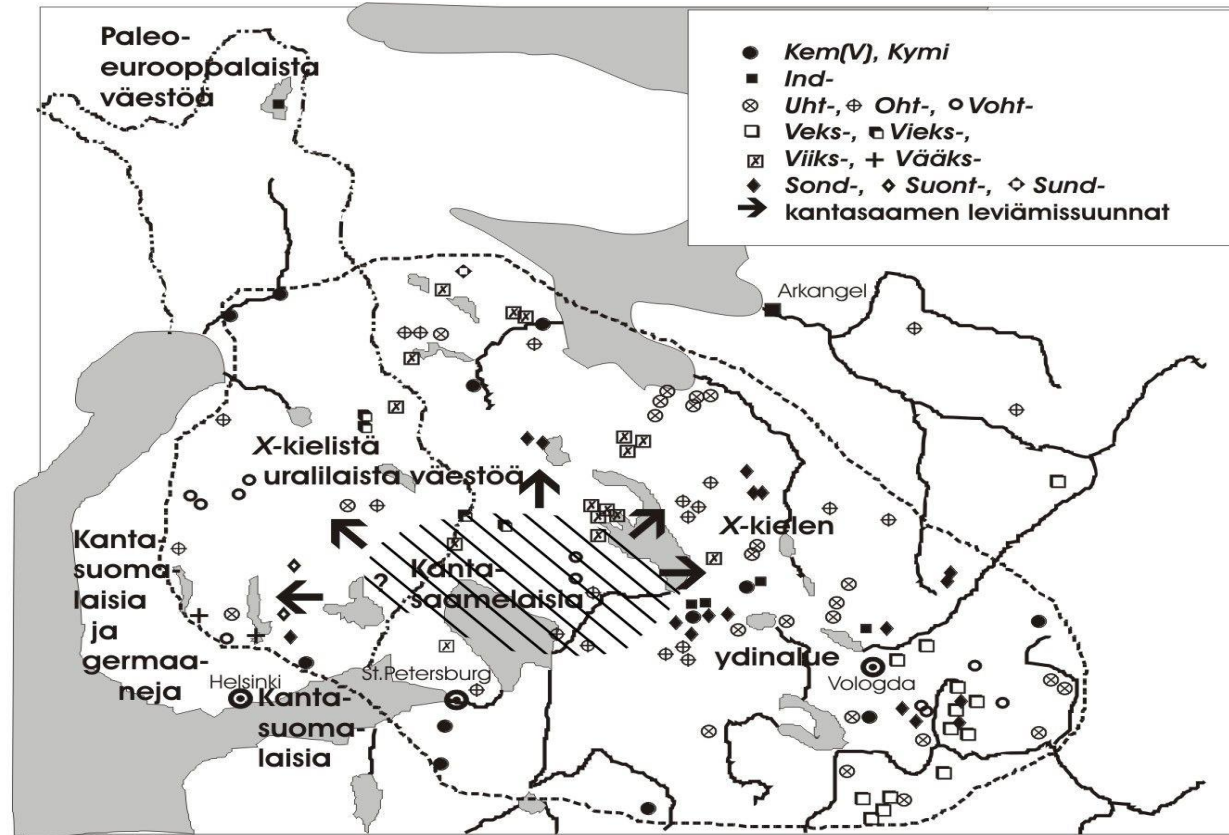 Paleo-
eurooppalaista
väestöä
Kem(V), Kymi
Ind-
Uht-, Oht-, Voht-
Veks-, Vieks-,
Viiks-, Vääks-
Sond-, Suont-, Sund-
kantasaamen leviämissuunnat
Arkangel
X-kielistä
uralilaista väestöä
X-kielen
ydinalue
Kanta-
suoma-
laisia
ja
germaa-
neja
?
Kanta-
saamelaisia
Helsinki
St.Petersburg
Kanta-
suoma-
laisia
Vologda